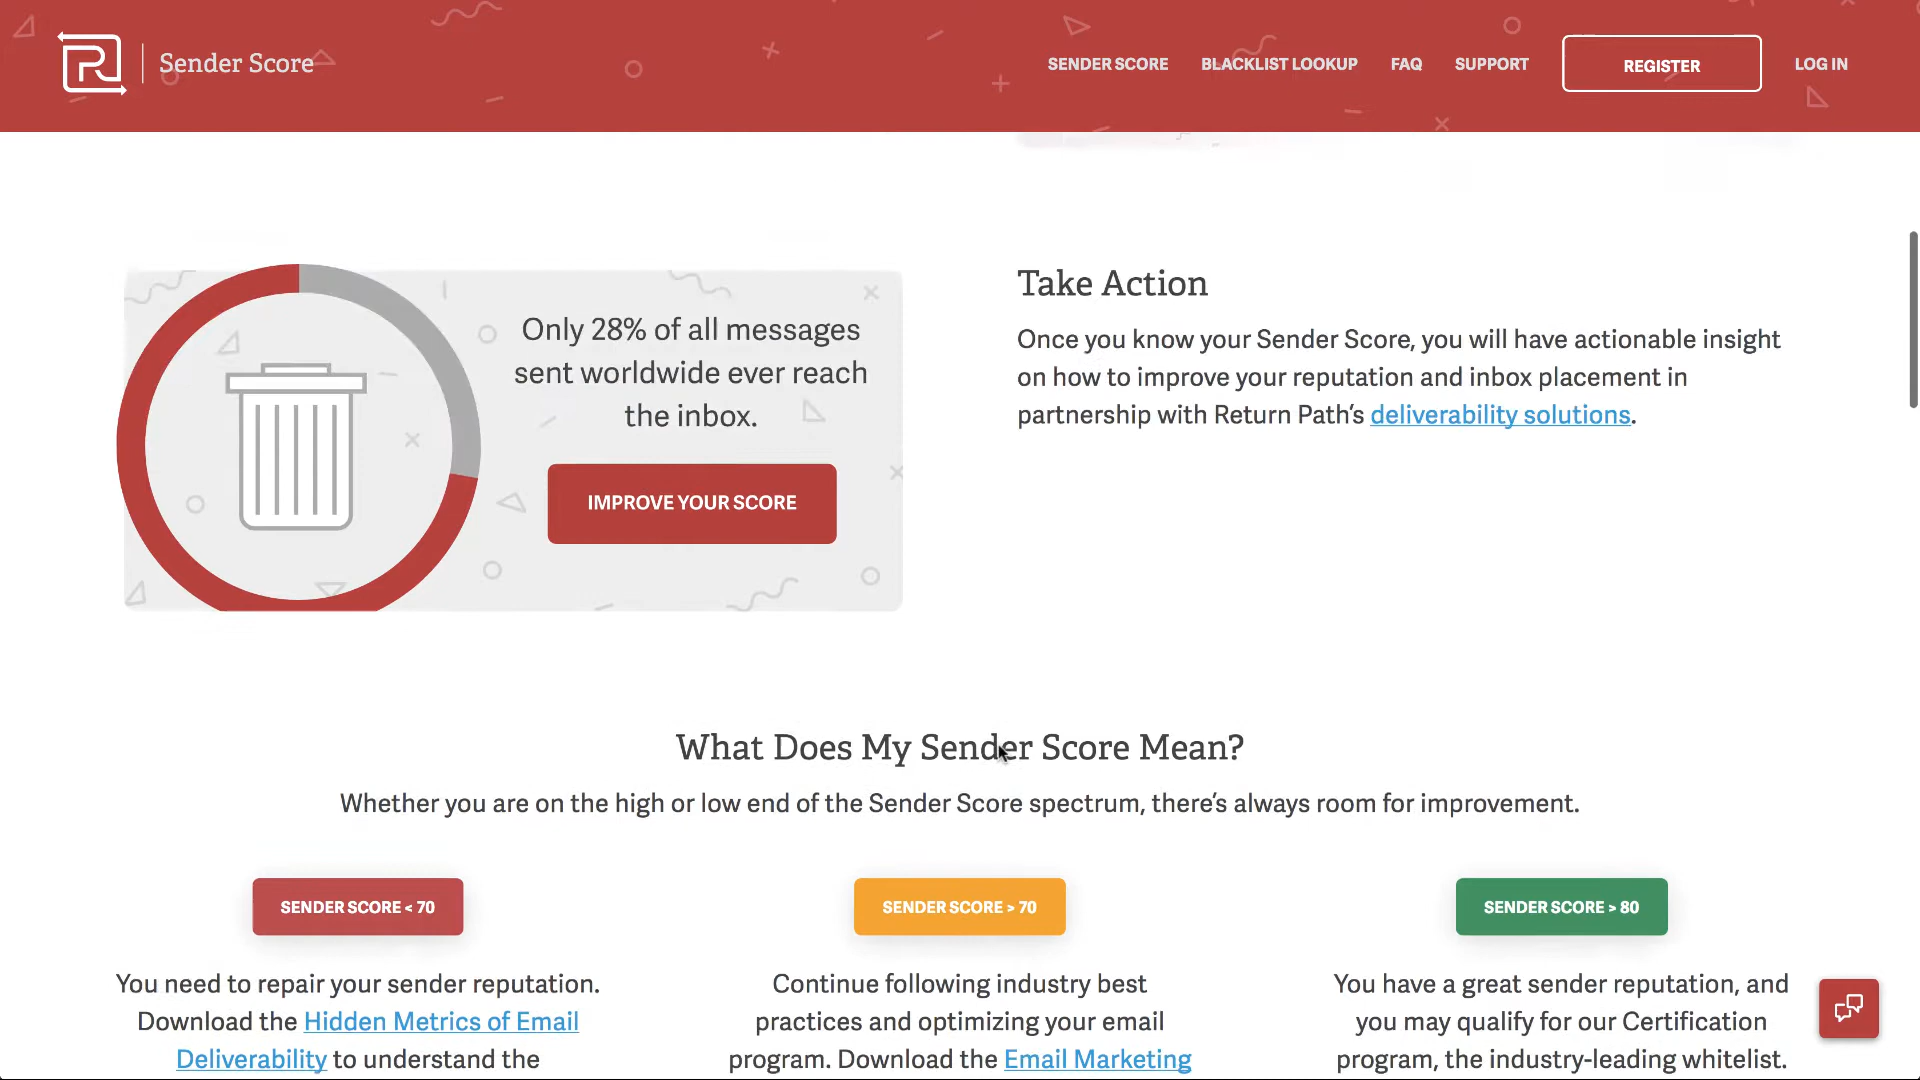 Sender Score
SENDER SCORE
BLACKLIST LOOKUP
FAQ
SUPPORT
REGISTER
LOG IN
Only 28% of all messages
sent worldwide ever reach
the inbox.
IMPROVE YOUR SCORE
Take Action
Once you know your Sender Score, you will have actionable insight
on how to improve your reputation and inbox placement in
partnership with Return Path’s deliverability solutions.
What Does My Sender Score Mean?
Whether you are on the high or low end of the Sender Score spectrum, there’s always room for improvement.
SENDER SCORE < 70
You need to repair your sender reputation.
Download the Hidden Metrics of Email
Deliverability to understand the
SENDER SCORE > 70
Continue following industry best
practices and optimizing your email
program. Download the Email Marketing
SENDER SCORE > 80
You have a great sender reputation, and
you may qualify for our Certification
program, the industry-leading whitelist.